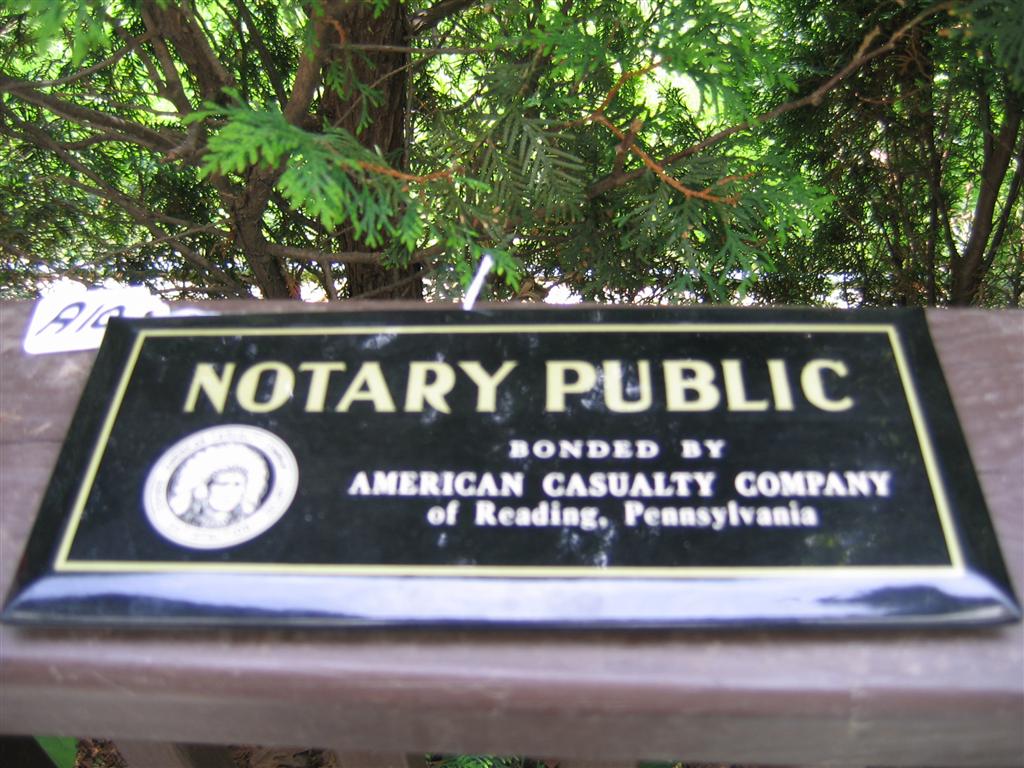 NOTARY PUBLIC
BONDED BY
AMERICAN CASUALTY COMPANY
of Reading, Pennsylvania